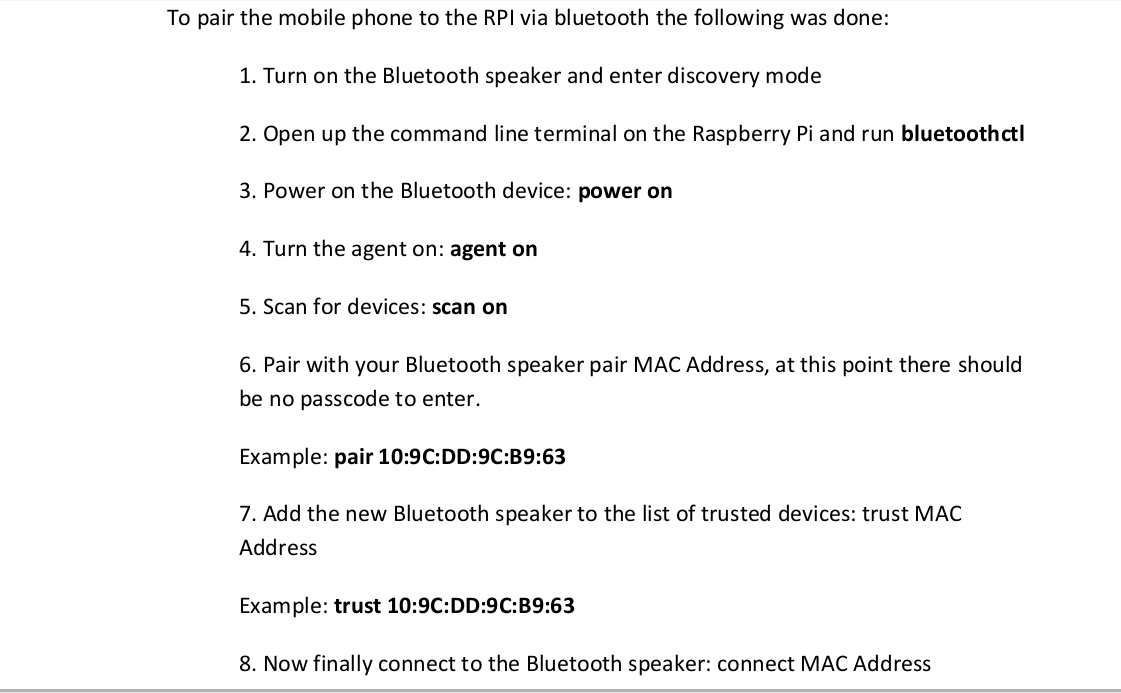 To pair the mobile phone to the RPI via bluetooth the following was done:
1. Turn on the Bluetooth speaker and enter discovery mode
2. Open up the command line terminal on the Raspberry Pi and run bluetoothctl
3. Power on the Bluetooth device: power on
4. Turn the agent on: agent on
5. Scan for devices: scan on
6. Pair with your Bluetooth speaker pair MAC Address, at this point there should
be no passcode to enter.
Example: pair 10:9C:DD:9C:B9:63
7. Add the new Bluetooth speaker to the list of trusted devices: trust MAC
Address
Example: trust 10:9C:DD:9C:B9:63
8. Now finally connect to the Bluetooth speaker: connect MAC Address